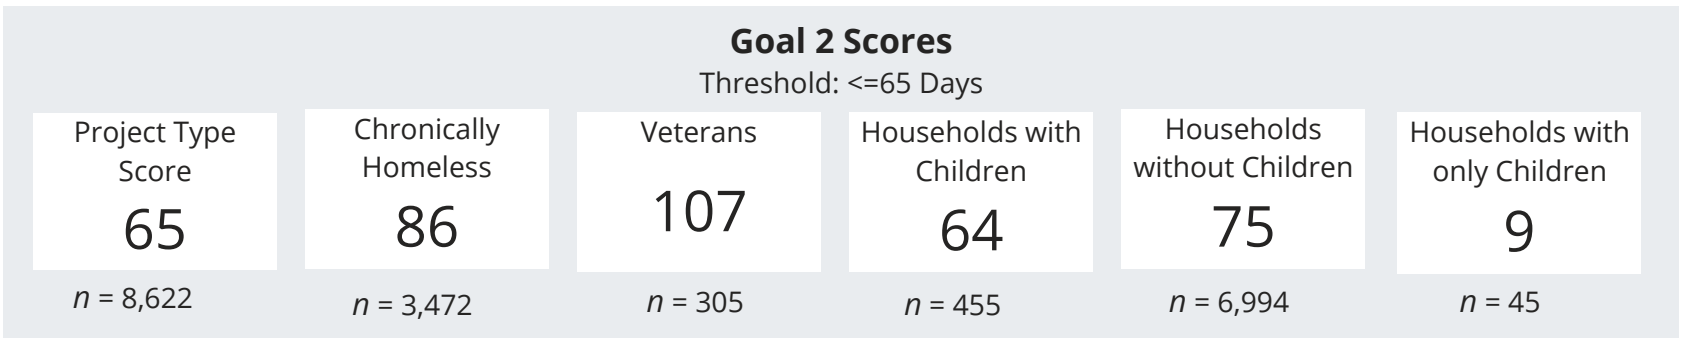 Goal 2 Scores
Threshold: <=65 Days
Project Type
Score
65
n = 8,622
Chronically
Homeless
86
n = 3,472
Veterans
107
n = 305
Households with
Children
64
n = 455
Households
without Children
75
n = 6,994
Households with
only Children
9
n = 45